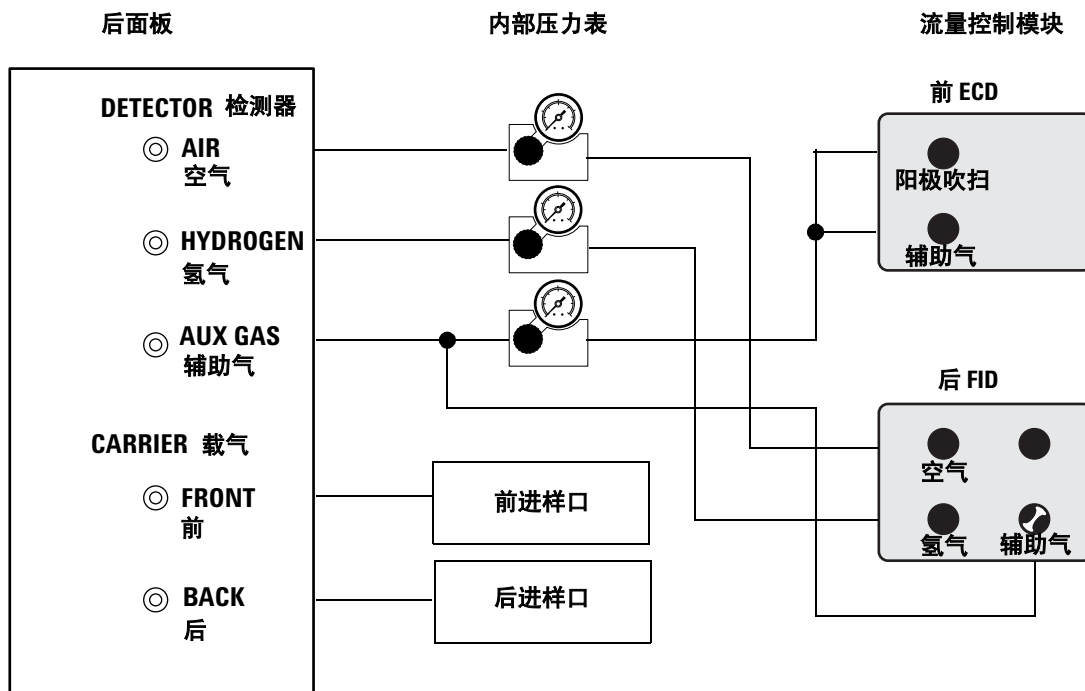 后面板
内部压力表
流量控制模块
DETECTOR 检测器
AIR
空气
HYDROGEN
氢气
AUX GAS
辅助气
CARRIER 载气
FRONT
前
BACK
后
前进样口
后进样口
前 ECD
阳极吹扫
辅助气
后 FID
空气
氢气 辅助气